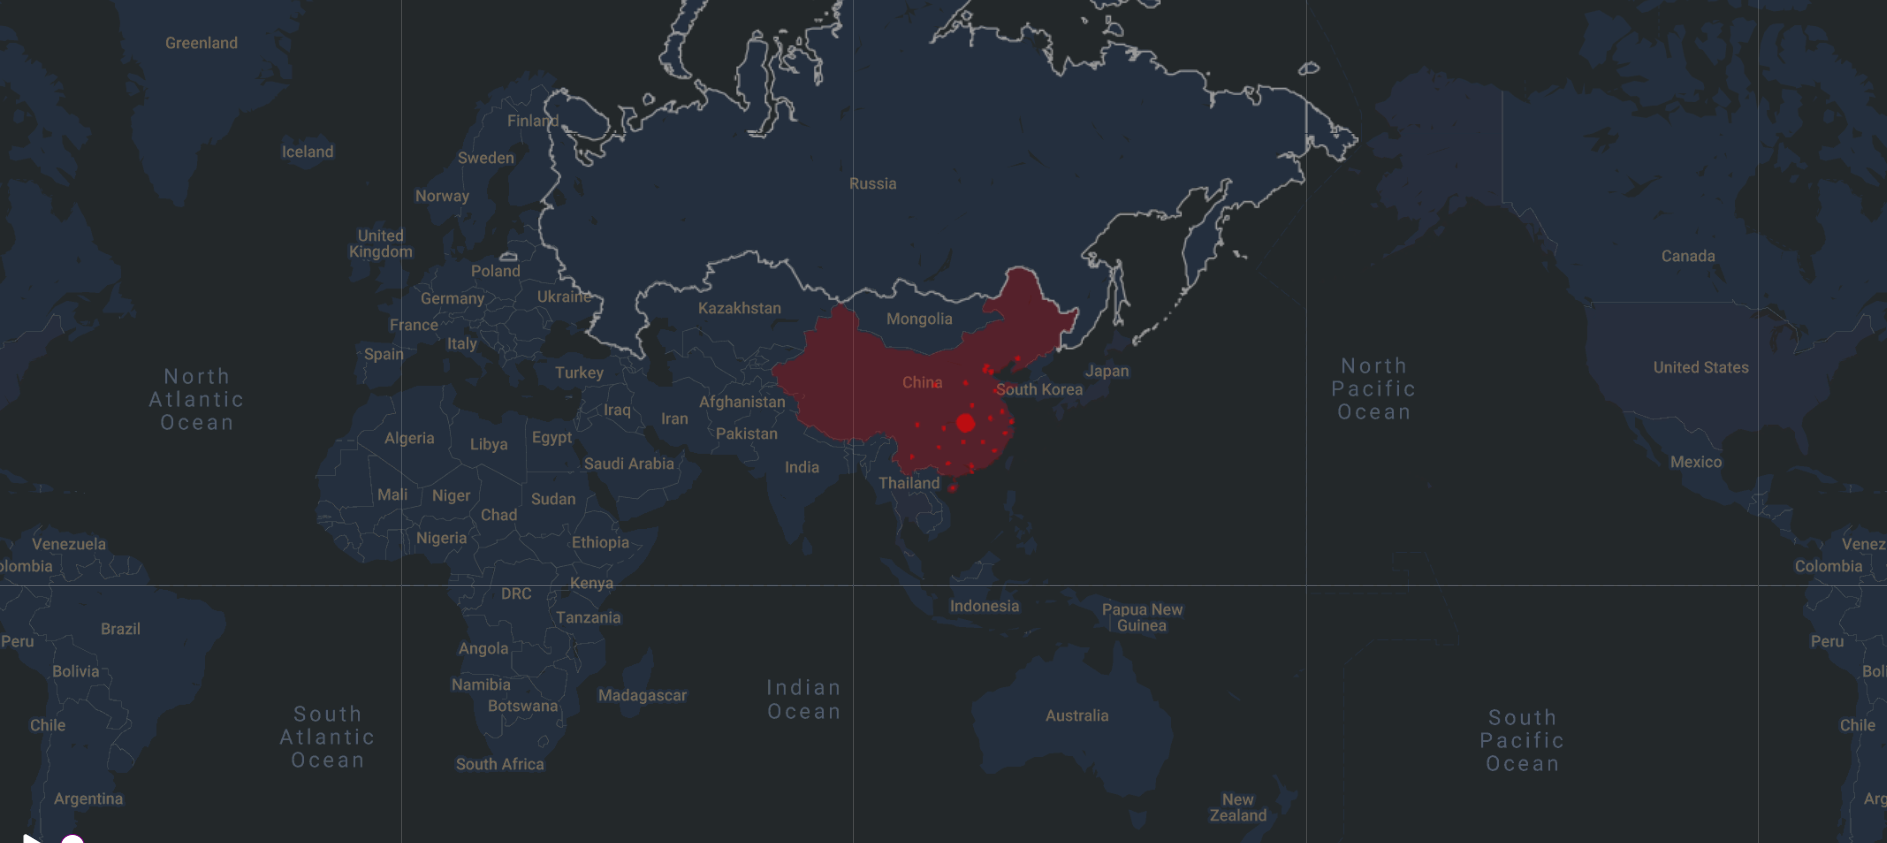 Greenland
Finland
Iceland
Sweden
Russia
Norway
United
Kingdom
Canada
Poland
Germany
Ukraine
Kazakhstan
Mongolia
France
Italy
Spain
North
Atlantic
Ocean
Turkey
China
South Korea
Japan
North
Pacific
Ocean
United States
Afghanistan
Iraq
Iran
Pakistan
Algeria
Libya
Egypt
Saudi Arabia
India
Mexico
Thailand
Mali
Niger
Chad
Sudan
Nigeria
Ethiopia
Venezuela
olombia
Venez
Colombia
Kenya
DRC
Tanzania
Indonesia
Papua New
Guinea
Brazil
Peru
Peru
Angola
Bolivia
Boli
Namibia
Botswana
Madagascar
Indian
Ocean
Australia
South
Atlantic
Ocean
South
Pacific
Ocean
Chile
Chile
South Africa
Argentina
New
Zealand
Arg